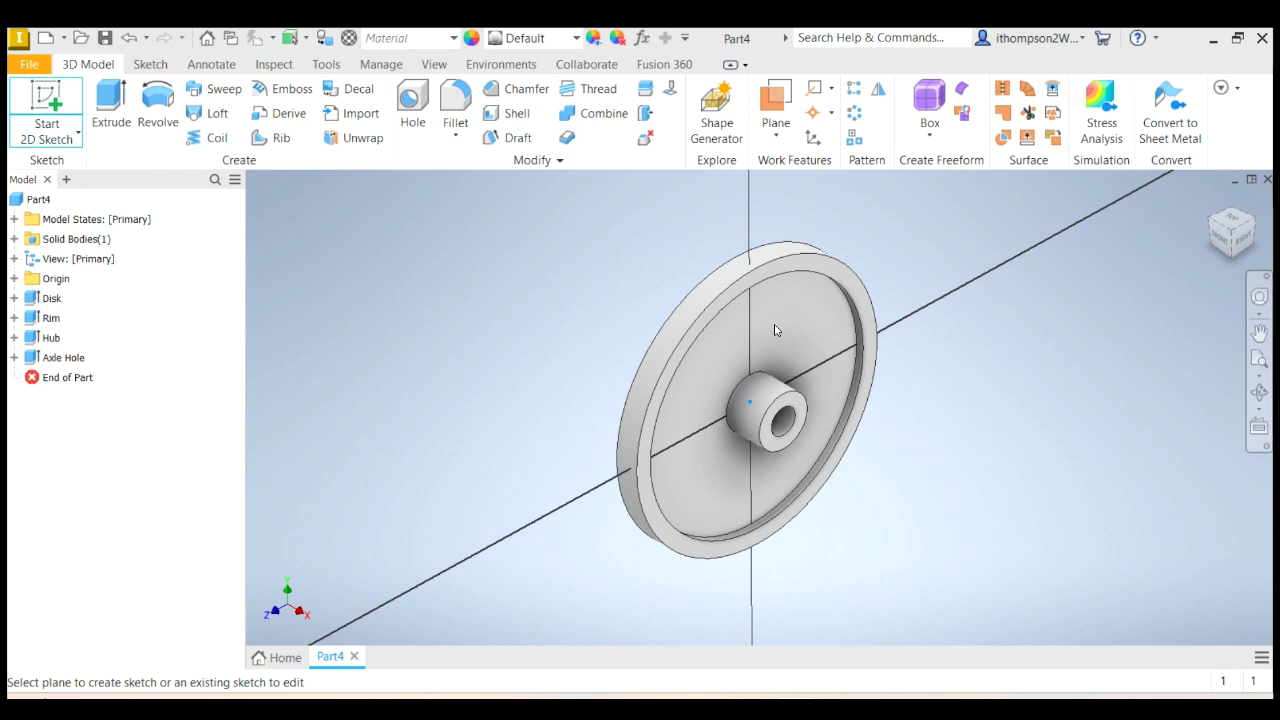 I Material Default fx Part4 Search Help & Commands... ithompson2W...
File 3D Model Sketch Annotate Inspect Tools Manage View Environments Collaborate Fusion 360
Start 2D Sketch Extrude Revolve Sweep Emboss Decal Hole Fillet Chamfer Thread Shape Generator Plane Box Stress Analysis Convert to Sheet Metal
Loft Derive Import Shell Combine
Coil Rib Unwrap Draft
Sketch Create Modify Explore Work Features Pattern Create Freeform Surface Simulation Convert
Model
Part4
Model States: [Primary]
Solid Bodies(1)
View: [Primary]
Origin
Disk
Rim
Hub
Axle Hole
End of Part
TOP
FRONT RIGHT
Y
Z X
Home Part4
Select plane to create sketch or an existing sketch to edit 1 1